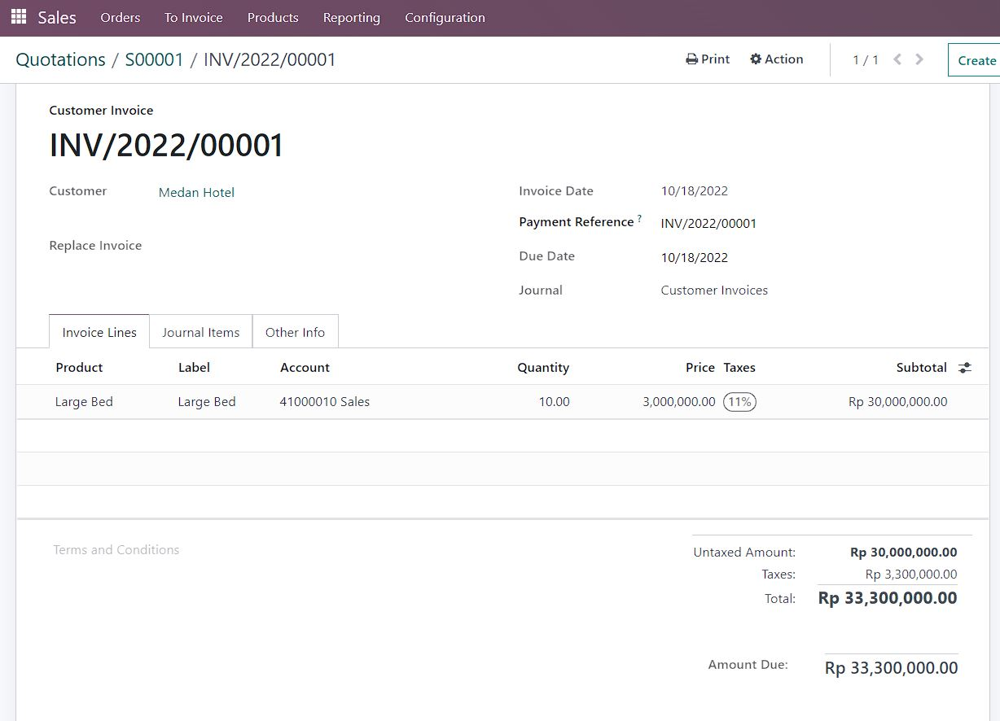 Sales Orders To Invoice Products Reporting Configuration
Quotations / S00001 / INV/2022/00001 Print Action 1 / 1 Create
Customer Invoice
INV/2022/00001
Customer Medan Hotel Invoice Date 10/18/2022
Payment Reference ? INV/2022/00001
Replace Invoice
Due Date 10/18/2022
Journal Customer Invoices
Invoice Lines Journal Items Other Info
Product Label Account Quantity Price Taxes Subtotal
Large Bed Large Bed 41000010 Sales 10.00 3,000,000.00 11% Rp 30,000,000.00
Terms and Conditions
Untaxed Amount: Rp 30,000,000.00
Taxes: Rp 3,300,000.00
Total: Rp 33,300,000.00
Amount Due: Rp 33,300,000.00